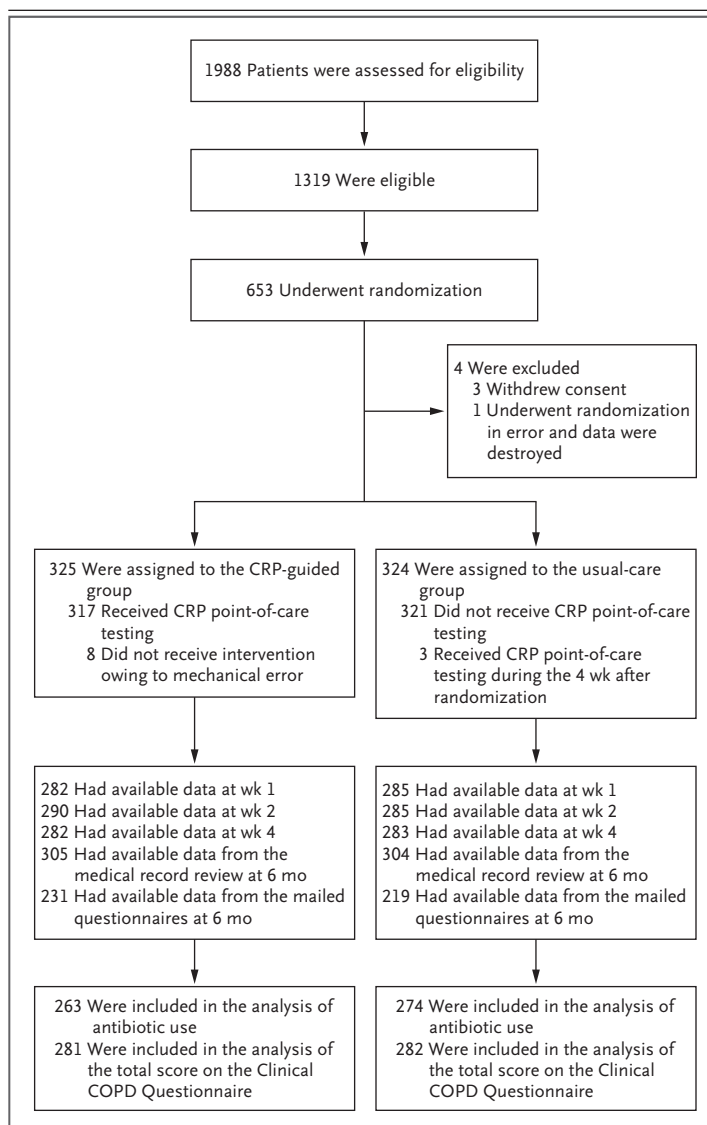 1988 Patients were assessed for eligibility
1319 Were eligible
653 Underwent randomization
4 Were excluded
3 Withdrew consent
1 Underwent randomization
in error and data were
destroyed
325 Were assigned to the CRP-guided
group
317 Received CRP point-of-care
testing
8 Did not receive intervention
owing to mechanical error
324 Were assigned to the usual-care
group
321 Did not receive CRP point-of-care
testing
3 Received CRP point-of-care
testing during the 4 wk after
randomization
282 Had available data at wk 1
290 Had available data at wk 2
282 Had available data at wk 4
305 Had available data from the
medical record review at 6 mo
231 Had available data from the mailed
questionnaires at 6 mo
285 Had available data at wk 1
285 Had available data at wk 2
283 Had available data at wk 4
304 Had available data from the
medical record review at 6 mo
219 Had available data from the mailed
questionnaires at 6 mo
263 Were included in the analysis of
antibiotic use
281 Were included in the analysis of
the total score on the Clinical
COPD Questionnaire
274 Were included in the analysis of
antibiotic use
282 Were included in the analysis of
the total score on the Clinical
COPD Questionnaire